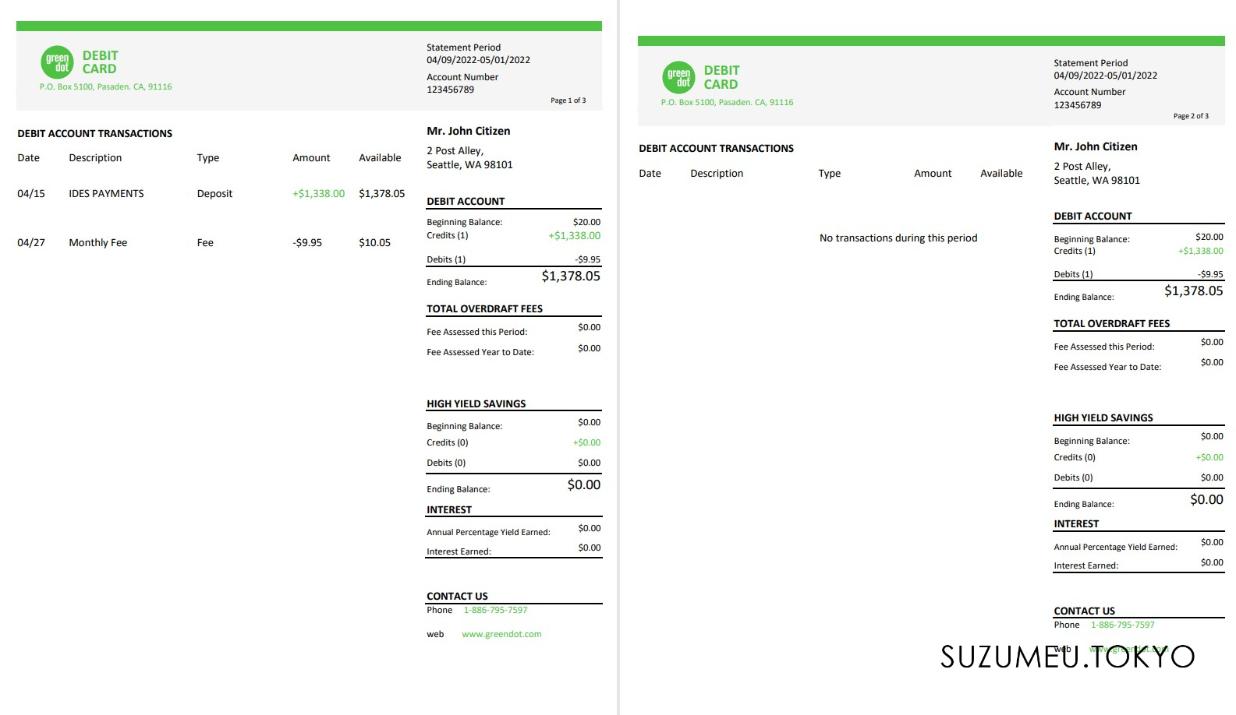 green dot DEBIT CARD
P.O. Box 5100, Pasaden. CA, 91116
Statement Period
04/09/2022-05/01/2022
Account Number
123456789
Page 1 of 3
DEBIT ACCOUNT TRANSACTIONS
Date Description Type Amount Available
04/15 IDES PAYMENTS Deposit +$1,338.00 $1,378.05
04/27 Monthly Fee Fee -$9.95 $10.05
Mr. John Citizen
2 Post Alley,
Seattle, WA 98101
DEBIT ACCOUNT
Beginning Balance: $20.00
Credits (1) +$1,338.00
Debits (1) -$9.95
Ending Balance: $1,378.05
TOTAL OVERDRAFT FEES
Fee Assessed this Period: $0.00
Fee Assessed Year to Date: $0.00
HIGH YIELD SAVINGS
Beginning Balance: $0.00
Credits (0) +$0.00
Debits (0) $0.00
Ending Balance: $0.00
INTEREST
Annual Percentage Yield Earned: $0.00
Interest Earned: $0.00
CONTACT US
Phone 1-886-795-7597
web www.greendot.com
green dot DEBIT CARD
P.O. Box 5100, Pasaden. CA, 91116
Statement Period
04/09/2022-05/01/2022
Account Number
123456789
Page 2 of 3
DEBIT ACCOUNT TRANSACTIONS
Date Description Type Amount Available
No transactions during this period
Mr. John Citizen
2 Post Alley,
Seattle, WA 98101
DEBIT ACCOUNT
Beginning Balance: $20.00
Credits (1) +$1,338.00
Debits (1) -$9.95
Ending Balance: $1,378.05
TOTAL OVERDRAFT FEES
Fee Assessed this Period: $0.00
Fee Assessed Year to Date: $0.00
HIGH YIELD SAVINGS
Beginning Balance: $0.00
Credits (0) +$0.00
Debits (0) $0.00
Ending Balance: $0.00
INTEREST
Annual Percentage Yield Earned: $0.00
Interest Earned: $0.00
CONTACT US
Phone 1-886-795-7597
web www.greendot.com
SUZUMEU.TOKYO